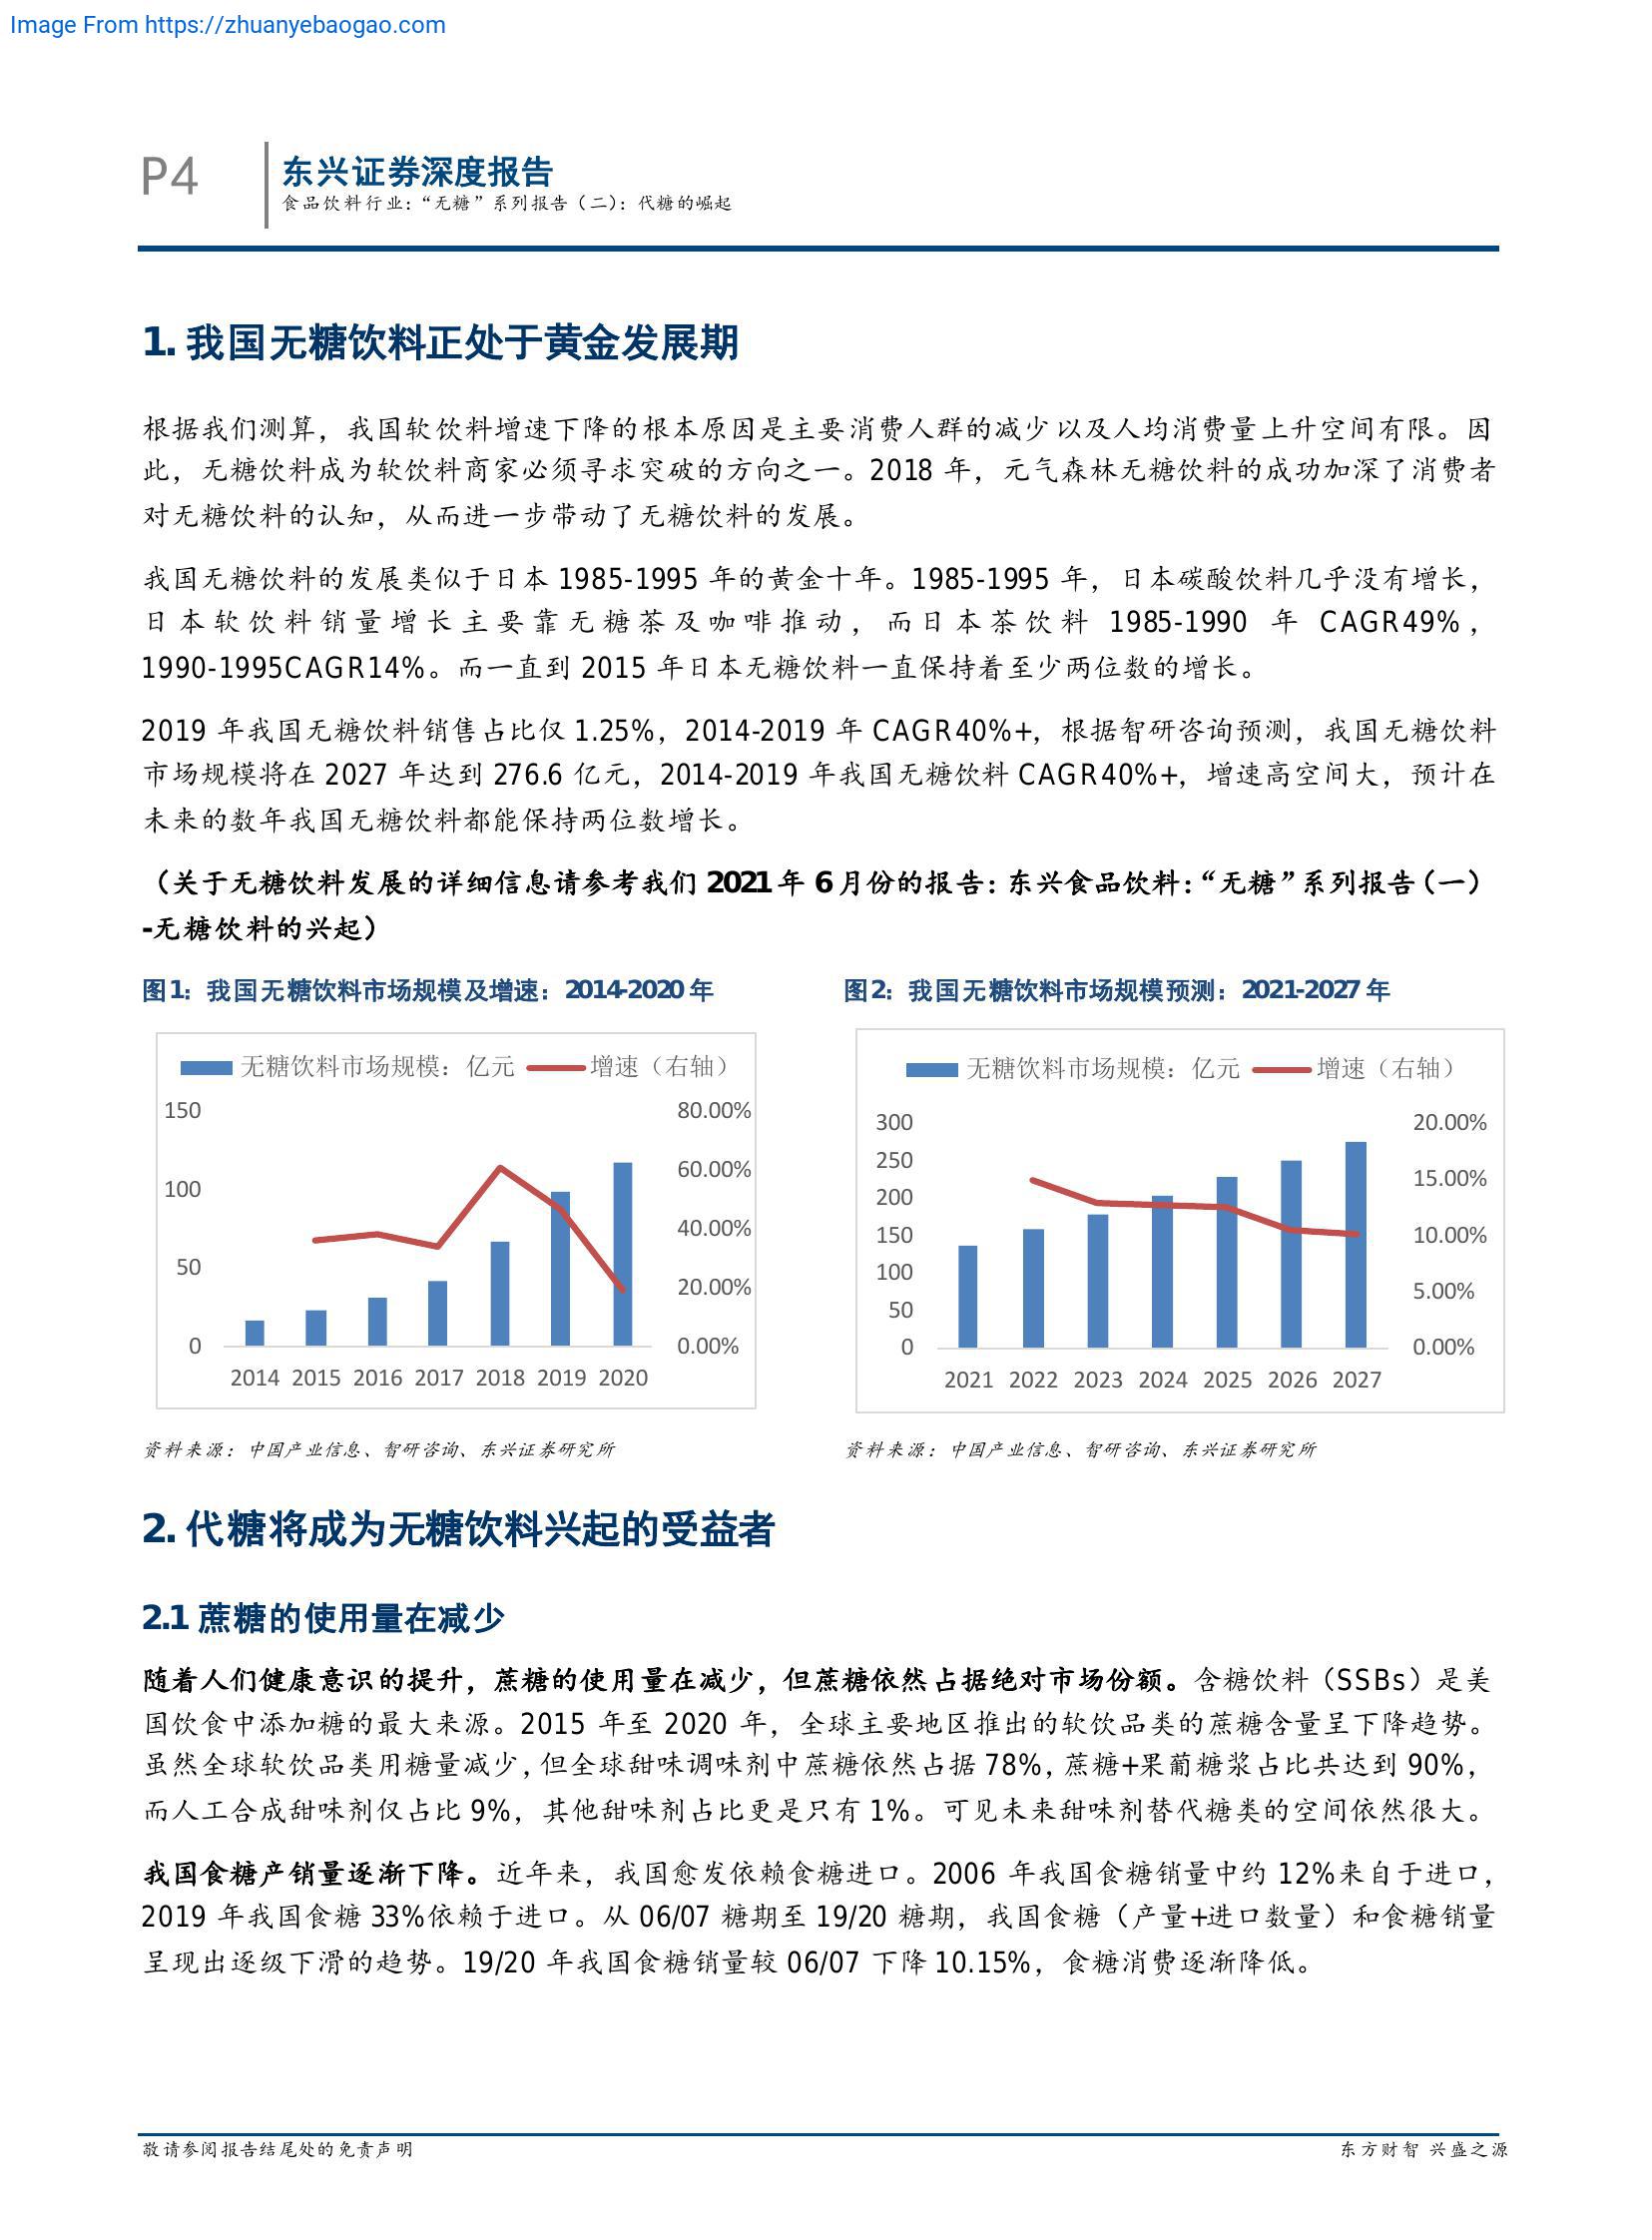 Image From https://zhuanyebaogao.com
P4
东兴证券深度报告
食品饮料行业：“无糖”系列报告（二）：代糖的崛起
1. 我国无糖饮料正处于黄金发展期
根据我们测算，我国软饮料增速下降的根本原因是主要消费人群的减少以及人均消费量上升空间有限。因
此，无糖饮料成为软饮料商家必须寻求突破的方向之一。2018 年，元气森林无糖饮料的成功加深了消费者
对无糖饮料的认知，从而进一步带动了无糖饮料的发展。
我国无糖饮料的发展类似于日本 1985-1995 年的黄金十年。1985-1995 年，日本碳酸饮料几乎没有增长，
日本软饮料销量增长主要靠无糖茶及咖啡推动，而日本茶饮料 1985-1990 年 CAGR49%，
1990-1995CAGR14%。而一直到 2015 年日本无糖饮料一直保持着至少两位数的增长。
2019 年我国无糖饮料销售占比仅 1.25%，2014-2019 年 CAGR40%+，根据智研咨询预测，我国无糖饮料
市场规模将在 2027 年达到 276.6 亿元，2014-2019 年我国无糖饮料 CAGR40%+，增速高空间大，预计在
未来的数年我国无糖饮料都能保持两位数增长。
（关于无糖饮料发展的详细信息请参考我们 2021 年 6 月份的报告：东兴食品饮料：“无糖”系列报告（一）
-无糖饮料的兴起）
图1：我国无糖饮料市场规模及增速：2014-2020 年
无糖饮料市场规模：亿元 增速（右轴）
150
100
50
0
80.00%
60.00%
40.00%
20.00%
0.00%
2014 2015 2016 2017 2018 2019 2020
资料来源：中国产业信息、智研咨询、东兴证券研究所
图2：我国无糖饮料市场规模预测：2021-2027 年
无糖饮料市场规模：亿元 增速（右轴）
300
250
200
150
100
50
0
20.00%
15.00%
10.00%
5.00%
0.00%
2021 2022 2023 2024 2025 2026 2027
资料来源：中国产业信息、智研咨询、东兴证券研究所
2. 代糖将成为无糖饮料兴起的受益者
2.1 蔗糖的使用量在减少
随着人们健康意识的提升，蔗糖的使用量在减少，但蔗糖依然占据绝对市场份额。含糖饮料（SSBs）是美
国饮食中添加糖的最大来源。2015 年至 2020 年，全球主要地区推出的软饮品类的蔗糖含量呈下降趋势。
虽然全球软饮品类用糖量减少，但全球甜味调味剂中蔗糖依然占据 78%，蔗糖+果葡糖浆占比共达到 90%，
而人工合成甜味剂仅占比 9%，其他甜味剂占比更是只有 1%。可见未来甜味剂替代糖类的空间依然很大。
我国食糖产销量逐渐下降。近年来，我国愈发依赖食糖进口。2006 年我国食糖销量中约 12%来自于进口，
2019 年我国食糖 33%依赖于进口。从 06/07 糖期至 19/20 糖期，我国食糖（产量+进口数量）和食糖销量
呈现出逐级下滑的趋势。19/20 年我国食糖销量较 06/07 下降 10.15%，食糖消费逐渐降低。
敬请参阅报告结尾处的免责声明
东方财智 兴盛之源